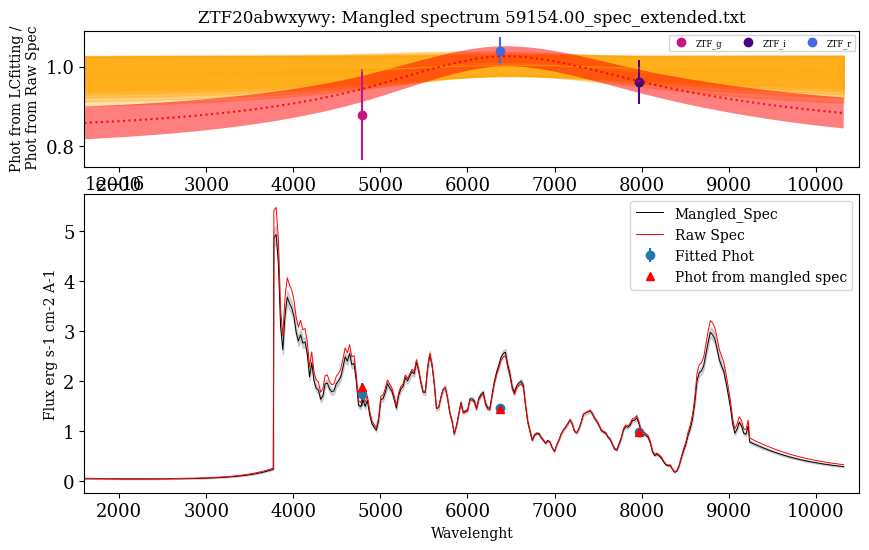 ZTF20abwxywy: Mangled spectrum 59154.00_spec_extended.txt
Phot from LCfitting /
Phot from Raw Spec
1.0
0.8
ZTF_g ZTF_i ZTF_r
2000 3000 4000 5000 6000 7000 8000 9000 10000
1e−16
Flux erg s-1 cm-2 A-1
5
4
3
2
1
0
Mangled_Spec
Raw Spec
Fitted Phot
Phot from mangled spec
2000 3000 4000 5000 6000 7000 8000 9000 10000
Wavelenght